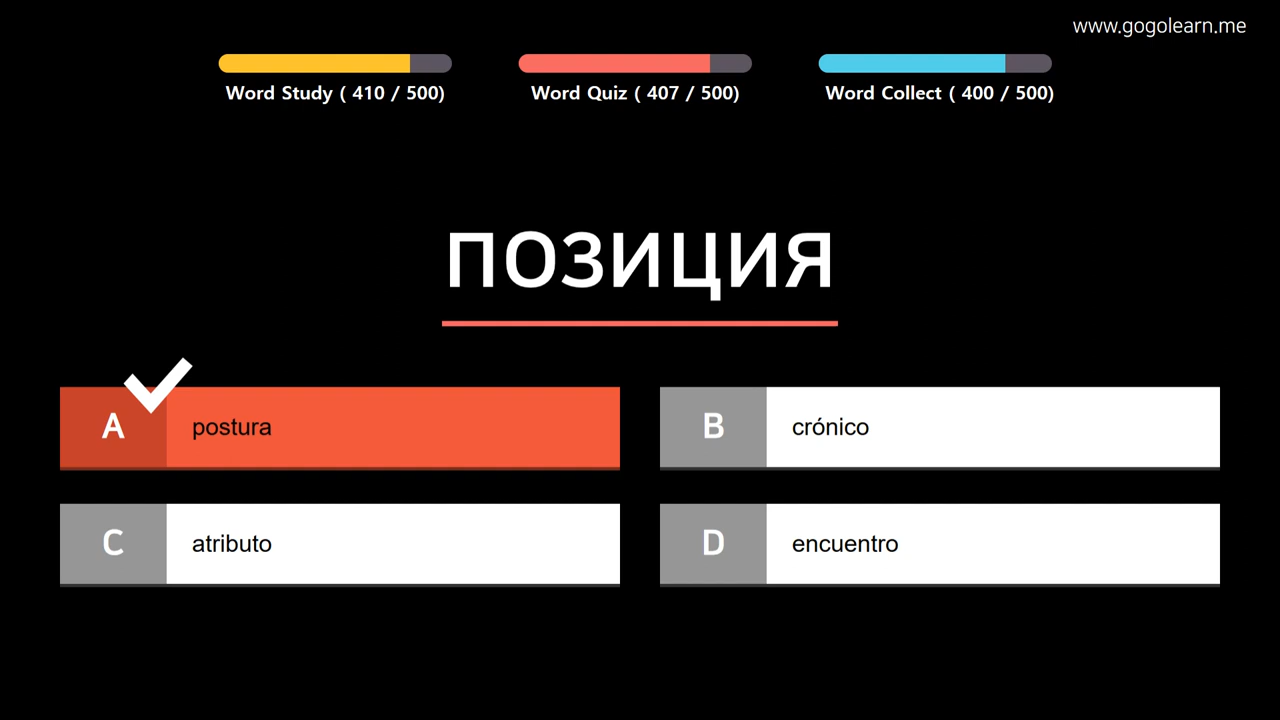 www.gogolearn.me
Word Study ( 410 / 500)
Word Quiz ( 407 / 500)
Word Collect ( 400 / 500)
позиция
A postura
B crónico
C atributo
D encuentro